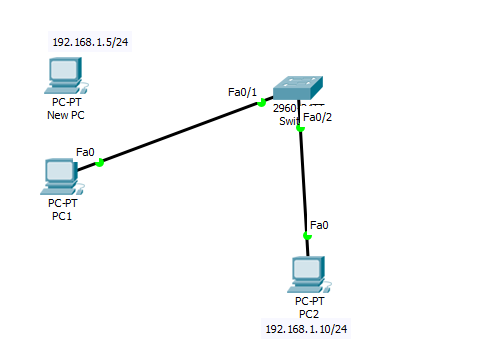 192.168.1.5/24
PC-PT
New PC
Fa0/1
Fa0/2
Fa0
PC-PT
PC1
Fa0
PC-PT
PC2
192.168.1.10/24